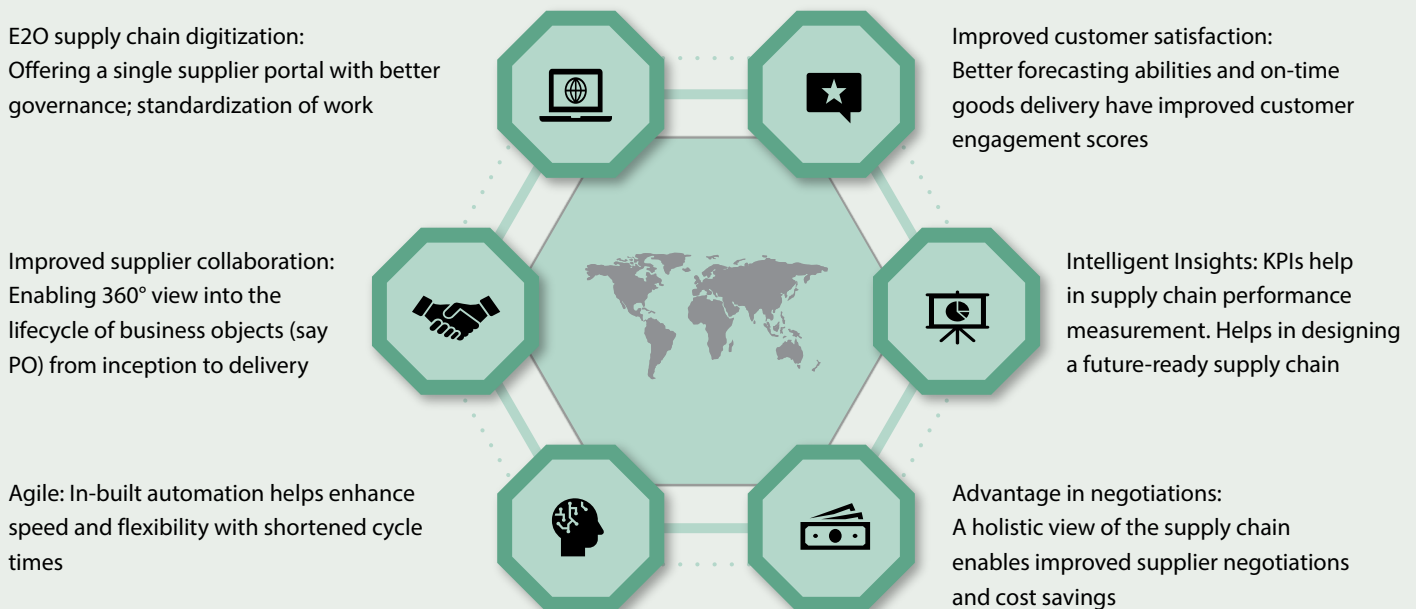 E2O supply chain digitization:
Offering a single supplier portal with better
governance; standardization of work
Improved customer satisfaction:
Better forecasting abilities and on-time
goods delivery have improved customer
engagement scores
Improved supplier collaboration:
Enabling 360° view into the
lifecycle of business objects (say
PO) from inception to delivery
Intelligent Insights: KPIs help
in supply chain performance
measurement. Helps in designing
a future-ready supply chain
Agile: In-built automation helps enhance
speed and flexibility with shortened cycle
times
Advantage in negotiations:
A holistic view of the supply chain
enables improved supplier negotiations
and cost savings